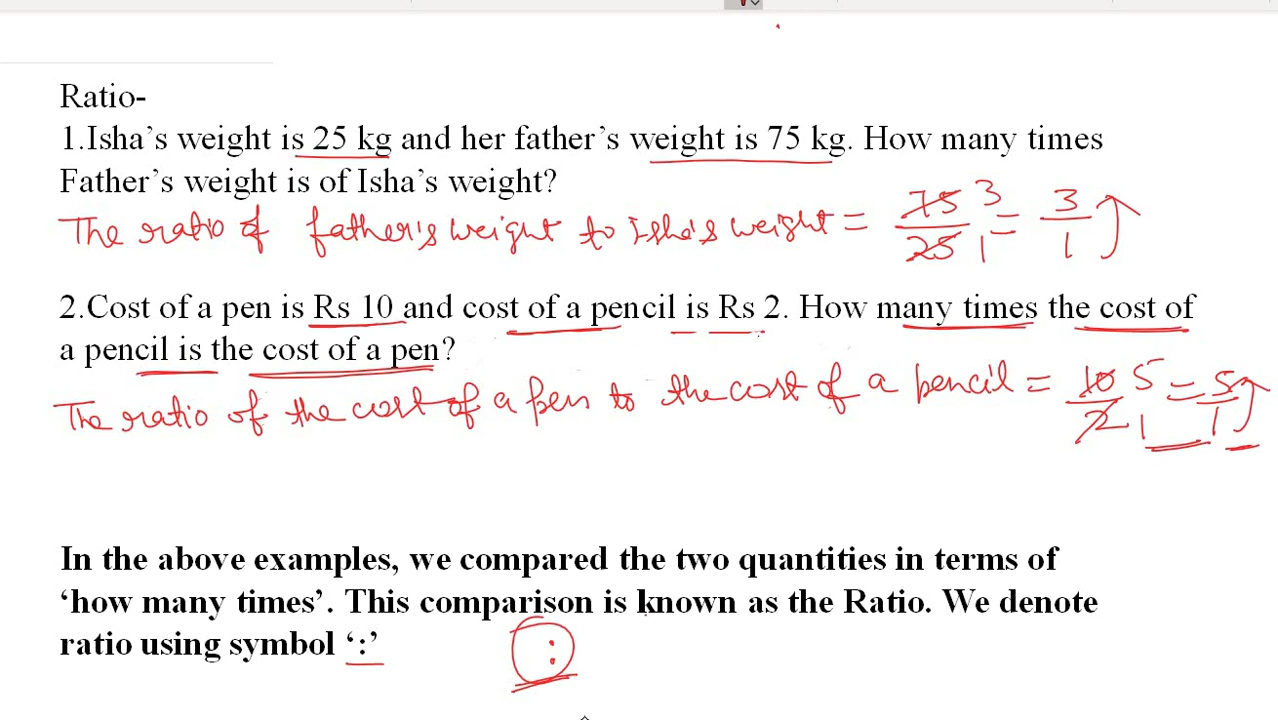 Ratio-
1.Isha’s weight is 25 kg and her father’s weight is 75 kg. How many times
Father’s weight is of Isha’s weight?
The ratio of father's weight to Isha's weight = 75/25 3/1 = 3/1
2.Cost of a pen is Rs 10 and cost of a pencil is Rs 2. How many times the cost of
a pencil is the cost of a pen?
The ratio of the cost of a pen to the cost of a pencil = 10/2 5/1 = 5/1
In the above examples, we compared the two quantities in terms of
‘how many times’. This comparison is known as the Ratio. We denote
ratio using symbol ‘:’
: